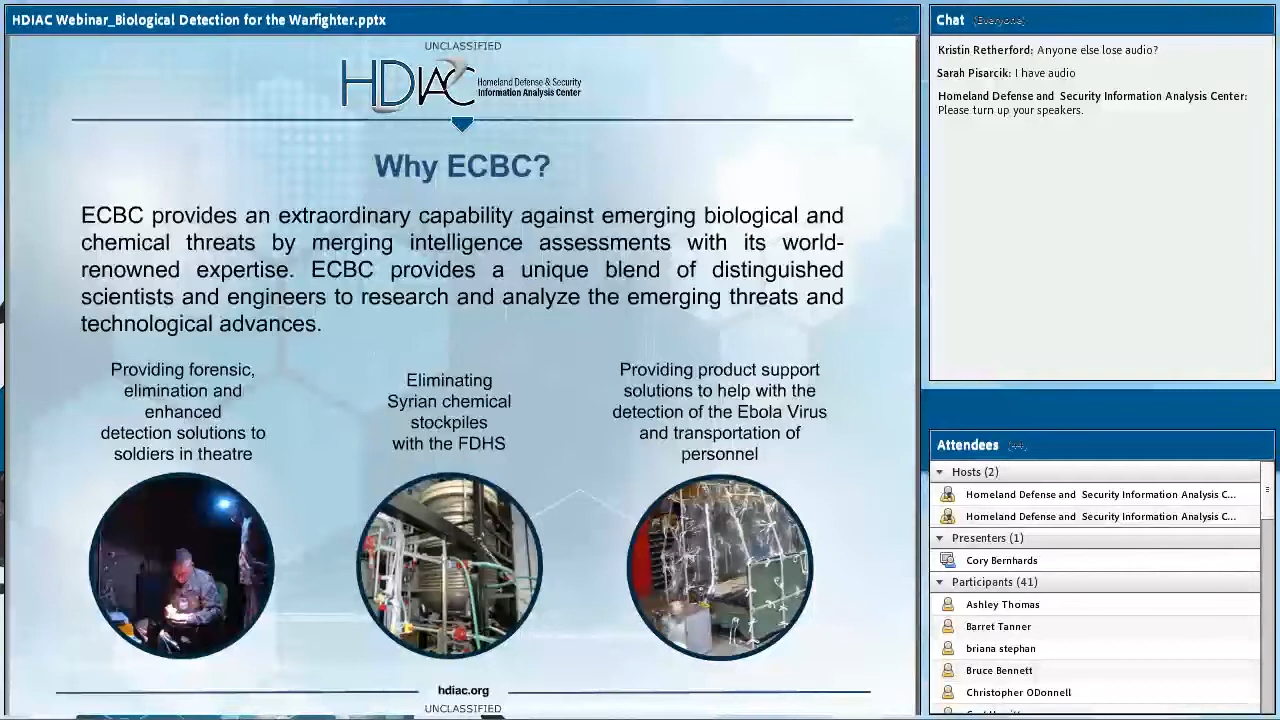 HDIAC Webinar_Biological Detection for the Warfighter.pptx
UNCLASSIFIED
HDIAC
Homeland Defense & Security
Information Analysis Center
Why ECBC?
ECBC provides an extraordinary capability against emerging biological and
chemical threats by merging intelligence assessments with its world-
renowned expertise. ECBC provides a unique blend of distinguished
scientists and engineers to research and analyze the emerging threats and
technological advances.
Providing forensic,
elimination and
enhanced
detection solutions to
soldiers in theatre
Eliminating
Syrian chemical
stockpiles
with the FDHS
Providing product support
solutions to help with the
detection of the Ebola Virus
and transportation of
personnel
hdiac.org
UNCLASSIFIED
Chat (Everyone)
Kristin Retherford: Anyone else lose audio?
Sarah Pisarcik: I have audio
Homeland Defense and Security Information Analysis Center:
Please turn up your speakers.
Attendees
Hosts (2)
Homeland Defense and Security Information Analysis C...
Homeland Defense and Security Information Analysis C...
Presenters (1)
Cory Bernhards
Participants (41)
Ashley Thomas
Barret Tanner
briana stephan
Bruce Bennett
Christopher ODonnell